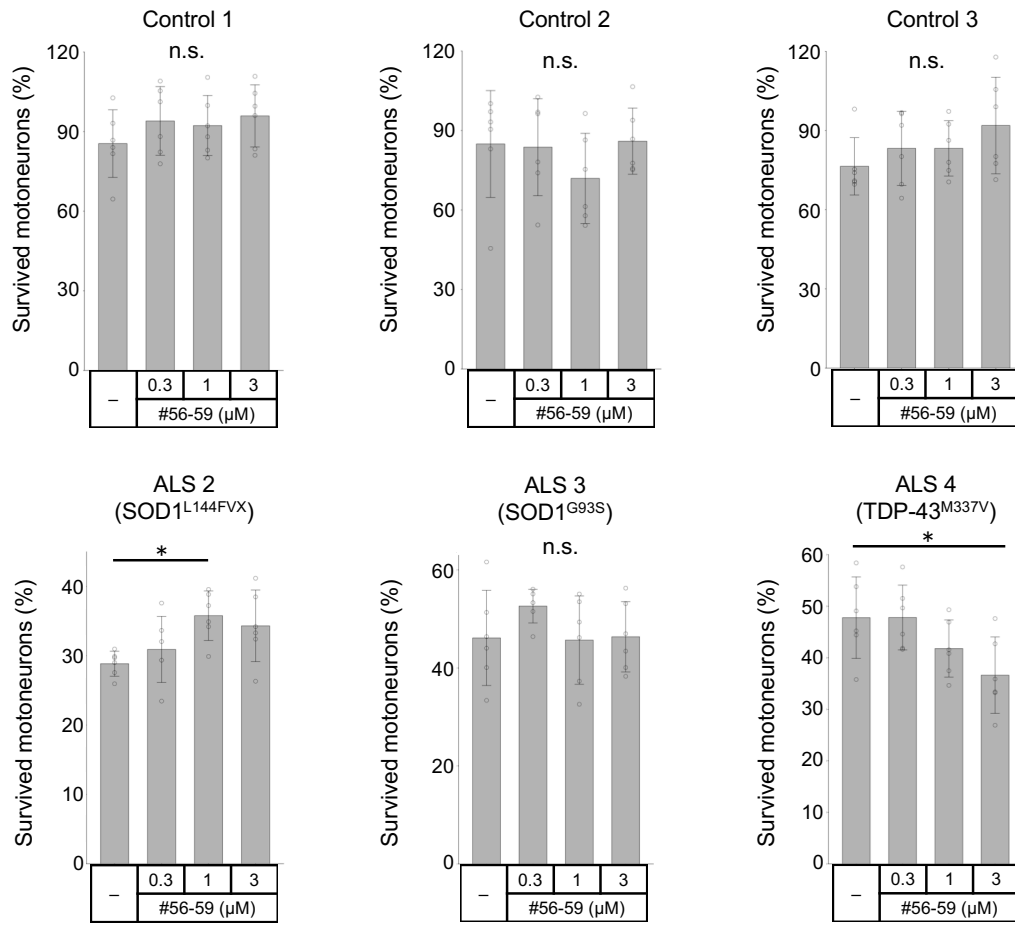 Control 1
n.s.
Survived motoneurons (%)
120
90
60
30
0
–
0.3 1 3
#56-59 (µM)
Control 2
n.s.
Survived motoneurons (%)
120
90
60
30
0
–
0.3 1 3
#56-59 (µM)
Control 3
n.s.
Survived motoneurons (%)
120
90
60
30
0
–
0.3 1 3
#56-59 (µM)
ALS 2
(SOD1L144FVX)
*
Survived motoneurons (%)
40
30
20
10
0
–
0.3 1 3
#56-59 (µM)
ALS 3
(SOD1G93S)
n.s.
Survived motoneurons (%)
60
40
20
0
–
0.3 1 3
#56-59 (µM)
ALS 4
(TDP-43M337V)
*
Survived motoneurons (%)
60
50
40
30
20
10
0
–
0.3 1 3
#56-59 (µM)